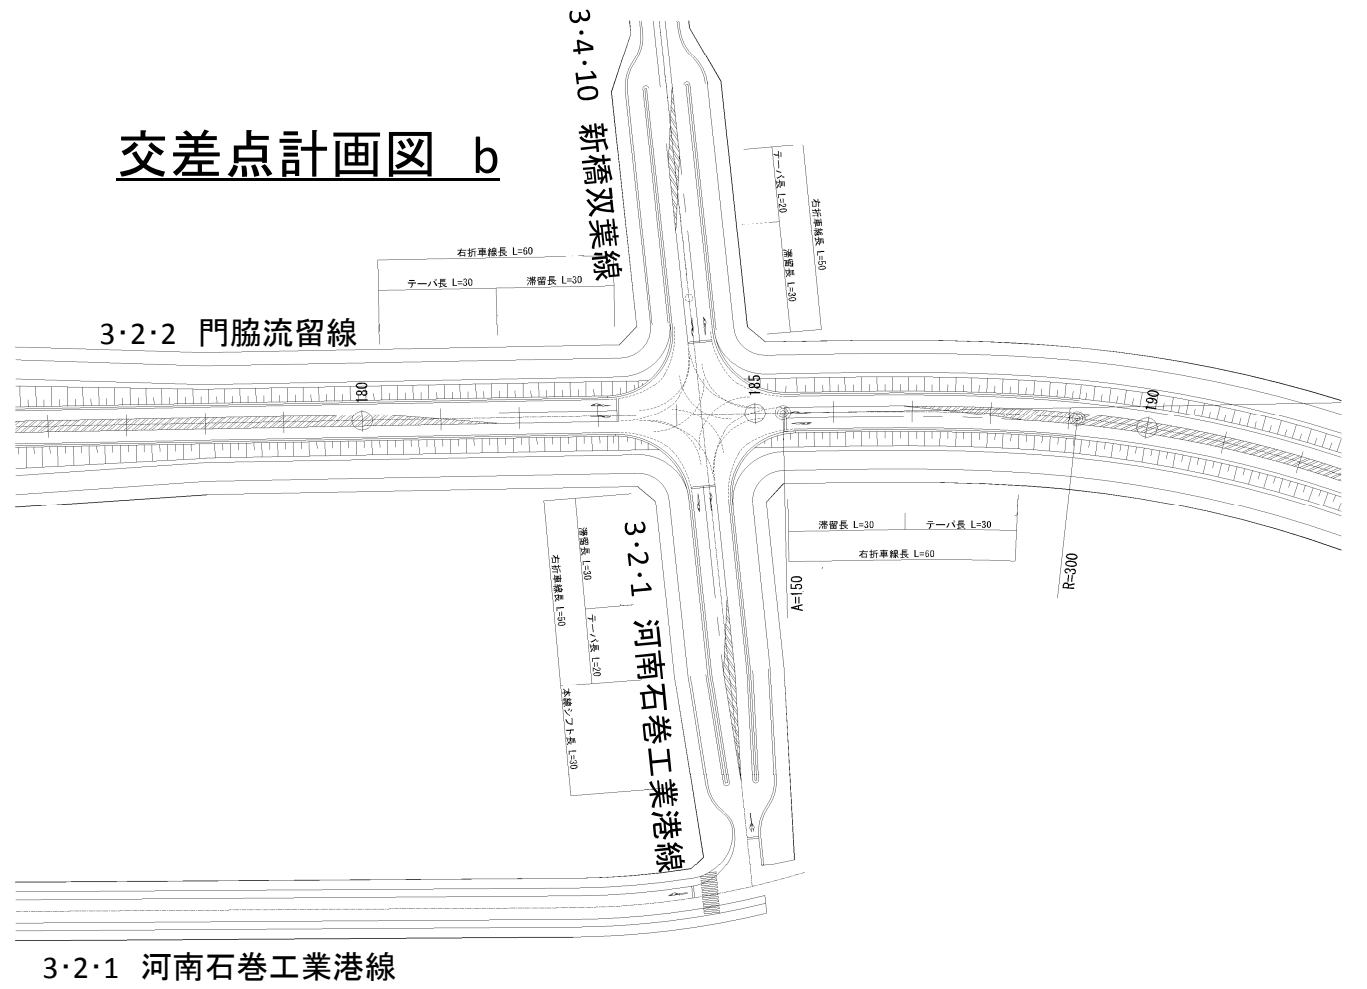 3･4･10 新橋双葉線
交差点計画図 b
テーパ長 L=20
滞留長 L=30
右折車線長 L=50
右折車線長 L=60
テーパ長 L=30
滞留長 L=30
3･2･2 門脇流留線
180
185
190
滞留長 L=30
テーパ長 L=30
右折車線長 L=60
A=150
R=300
滞留長 L=30
右折車線長 L=50
テーパ長 L=20
本線シフト長 L=30
3･2･1 河南石巻工業港線
3･2･1 河南石巻工業港線